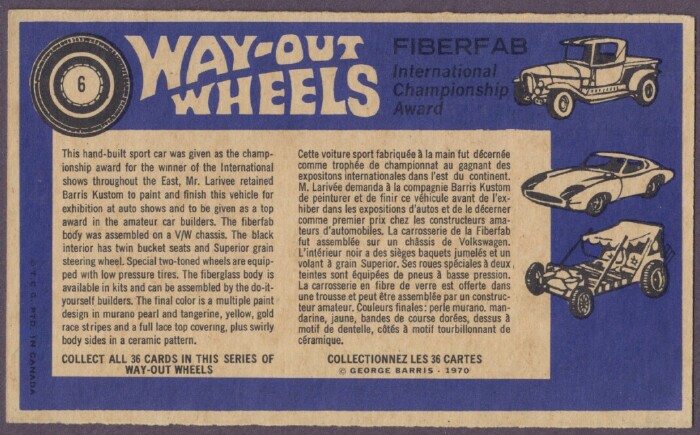 6
WAY-OUT
WHEELS
FIBERFAB
International
Championship
Award
This hand-built sport car was given as the champ-
ionship award for the winner of the International
shows throughout the East, Mr. Larivee retained
Barris Kustom to paint and finish this vehicle for
exhibition at auto shows and to be given as a top
award in the amateur car builders. The fiberfab
body was assembled on a V/W chassis. The black
interior has twin bucket seats and Superior grain
steering wheel. Special two-toned wheels are equip-
ped with low pressure tires. The fiberglass body is
available in kits and can be assembled by the do-it-
yourself builders. The final color is a multiple paint
design in murano pearl and tangerine, yellow, gold
race stripes and a full lace top covering, plus swirly
body sides in a ceramic pattern.
COLLECT ALL 36 CARDS IN THIS SERIES OF
WAY-OUT WHEELS
Cette voiture sport fabriquée à la main fut décernée
comme trophée de championnat au gagnant des
expositons internationales dans l'est du continent.
M. Larivée demanda à la compagnie Barris Kustom
de peinturer et de finir ce véhicule avant de l'ex-
hiber dans les expositions d'autos et de le décerner
comme premier prix chez les constructeurs ama-
teurs d'automobiles. La carrosserie de la Fiberfab
fut assemblée sur un châssis de Volkswagen.
L'intérieur noir a des sièges baquets jumelés et un
volant à grain Superior. Ses roues spéciales à deux
teintes sont équipées de pneus à basse pression.
La carrosserie en fibre de verre est offerte dans
une trousse et peut être assemblée par un construc-
teur amateur. Couleurs finales: perle murano. man-
darine, jaune, bandes de course dorées, dessus à
motif de dentelle, côtés à motif tourbillonnant de
céramique.
COLLECTIONNEZ LES 36 CARTES
© GEORGE BARRIS - 1970
T. C. G. PTD. IN CANADA